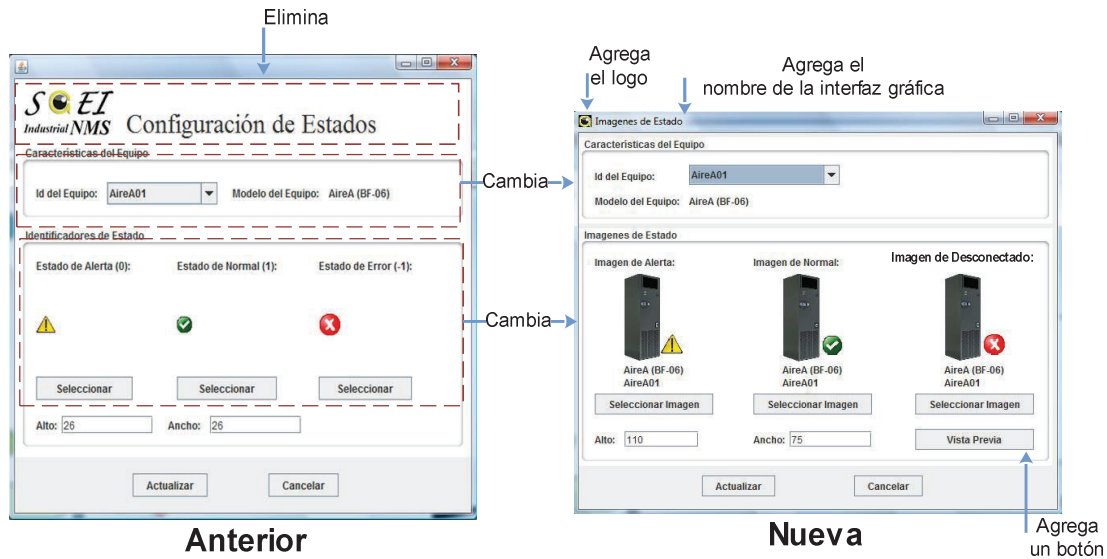 Elimina
SOEI
Industrial NMS Configuración de Estados
Características del Equipo
Id del Equipo: AireA01 Modelo del Equipo: AireA (BF-06)
Identificadores de Estado
Estado de Alerta (0): Estado de Normal (1): Estado de Error (-1):
Seleccionar Seleccionar Seleccionar
Alto: 26 Ancho: 26
Actualizar Cancelar
Anterior
Cambia
Cambia
Agrega
el logo
Agrega el
nombre de la interfaz gráfica
Imagenes de Estado
Características del Equipo
Id del Equipo: AireA01
Modelo del Equipo: AireA (BF-06)
Imagenes de Estado
Imagen de Alerta: Imagen de Normal: Imagen de Desconectado:
AireA (BF-06) AireA (BF-06) AireA (BF-06)
AireA01 AireA01 AireA01
Seleccionar Imagen Seleccionar Imagen Seleccionar Imagen
Alto: 110 Ancho: 75 Vista Previa
Actualizar Cancelar
Nueva
Agrega
un botón